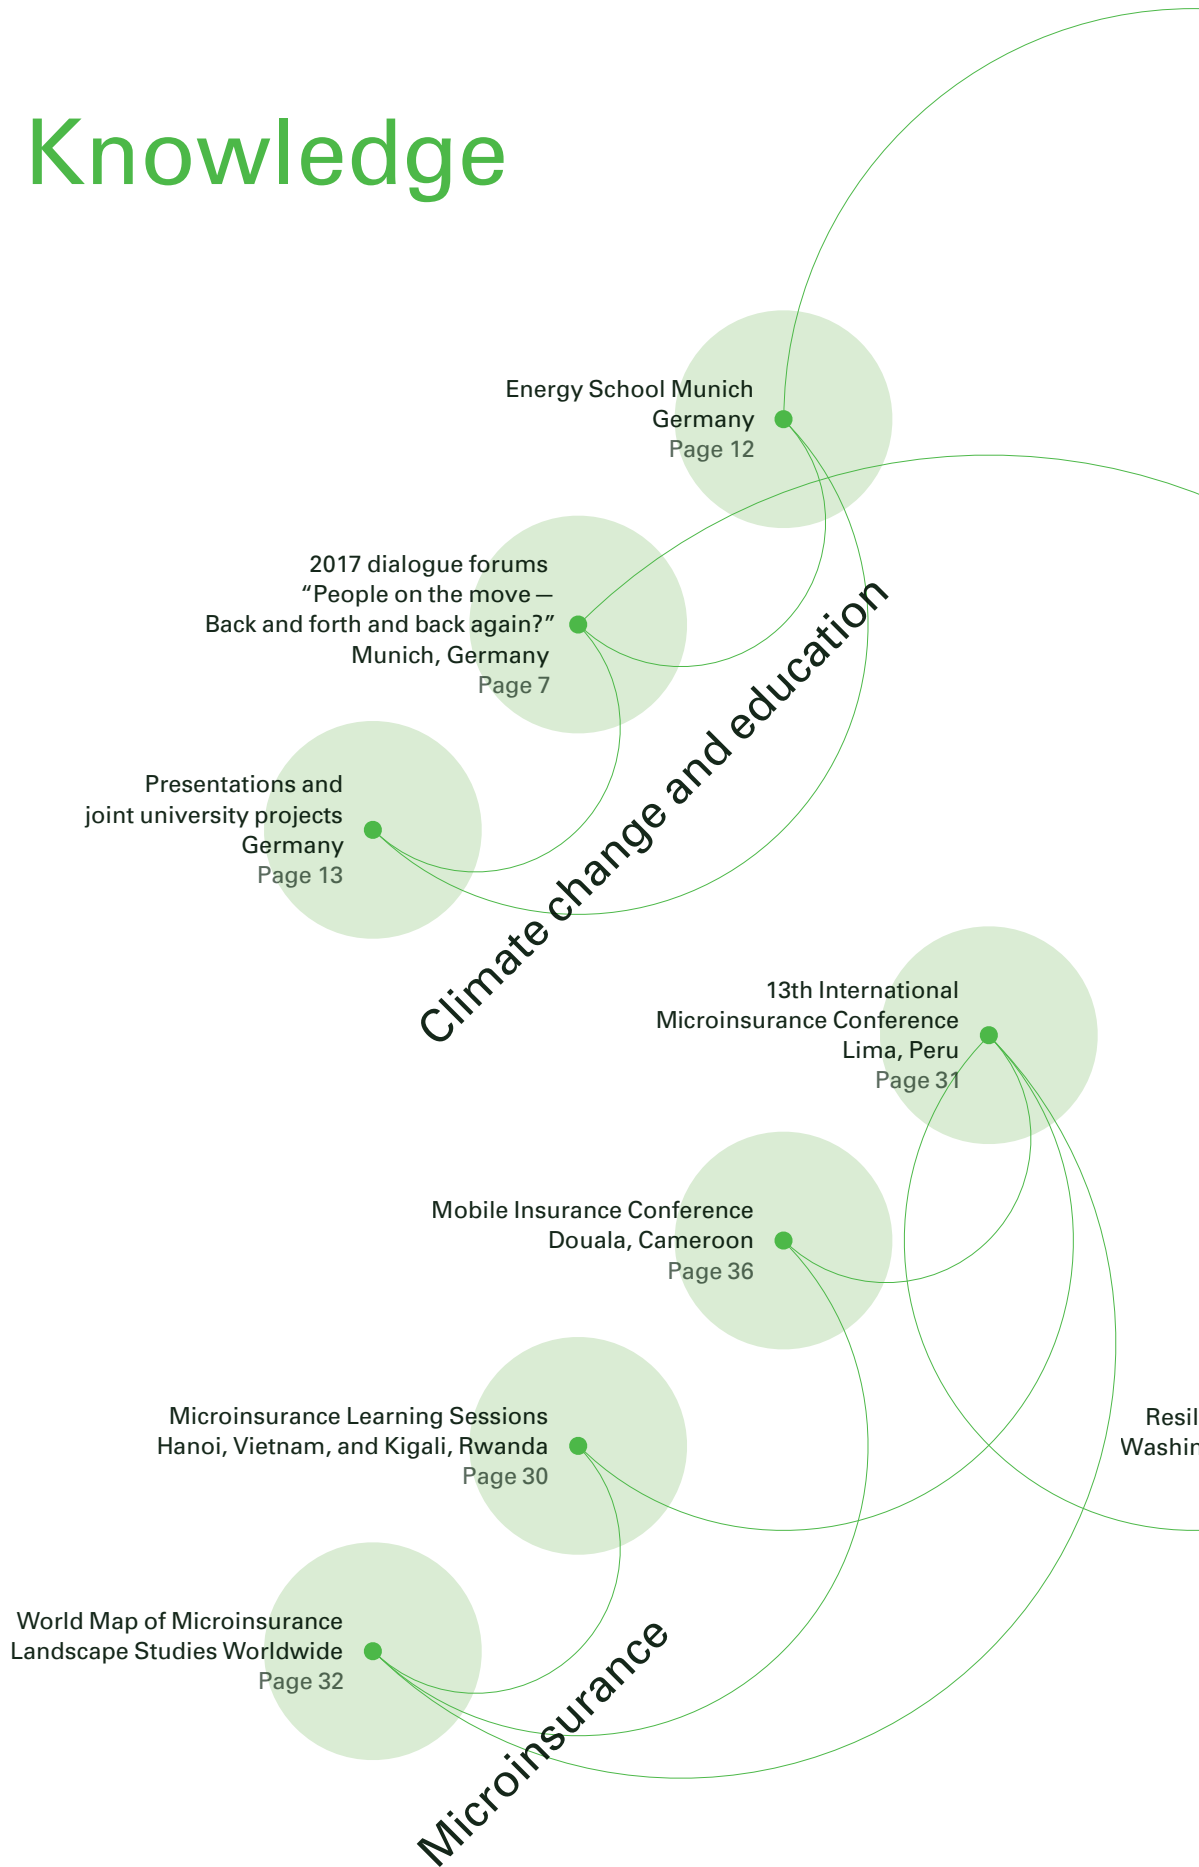 Knowledge
Energy School Munich
Germany
Page 12
2017 dialogue forums
“People on the move —
Back and forth and back again?”
Munich, Germany
Page 7
Presentations and
joint university projects
Germany
Page 13
Climate change and education
13th International
Microinsurance Conference
Lima, Peru
Page 31
Mobile Insurance Conference
Douala, Cameroon
Page 36
Microinsurance Learning Sessions
Hanoi, Vietnam, and Kigali, Rwanda
Page 30
Resil
Washin
World Map of Microinsurance
Landscape Studies Worldwide
Page 32
Microinsurance